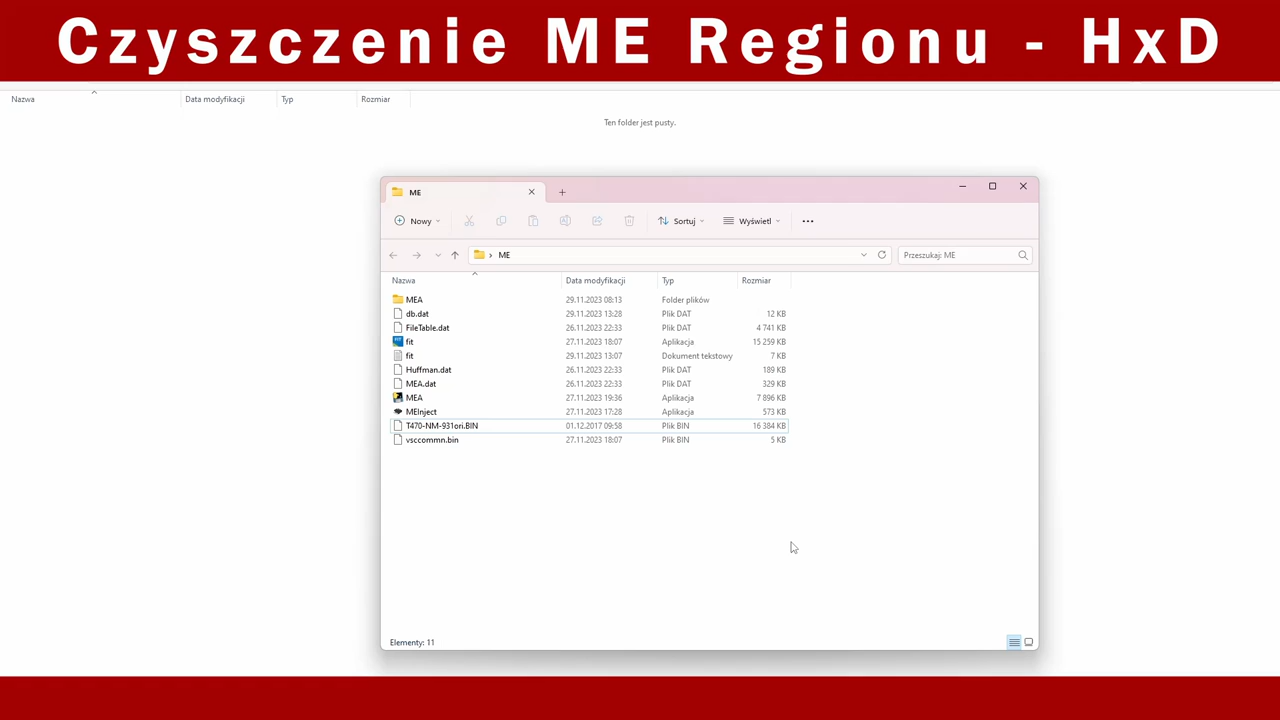 Czyszczenie ME Regionu - HxD
Nazwa Data modyfikacji Typ Rozmiar
Ten folder jest pusty.
ME
Nowy Sortuj Wyświetl
ME Przeszukaj: ME
Nazwa Data modyfikacji Typ Rozmiar
MEA 29.11.2023 08:13 Folder plików
db.dat 29.11.2023 13:28 Plik DAT 12 KB
FileTable.dat 26.11.2023 22:33 Plik DAT 4 741 KB
fit 27.11.2023 18:07 Aplikacja 15 259 KB
fit 29.11.2023 13:07 Dokument tekstowy 7 KB
Huffman.dat 26.11.2023 22:33 Plik DAT 189 KB
MEA.dat 26.11.2023 22:33 Plik DAT 329 KB
MEA 27.11.2023 19:36 Aplikacja 7 896 KB
MEInject 27.11.2023 17:28 Aplikacja 573 KB
T470-NM-931ori.BIN 01.12.2017 09:58 Plik BIN 16 384 KB
vsccommn.bin 27.11.2023 18:07 Plik BIN 5 KB
Elementy: 11